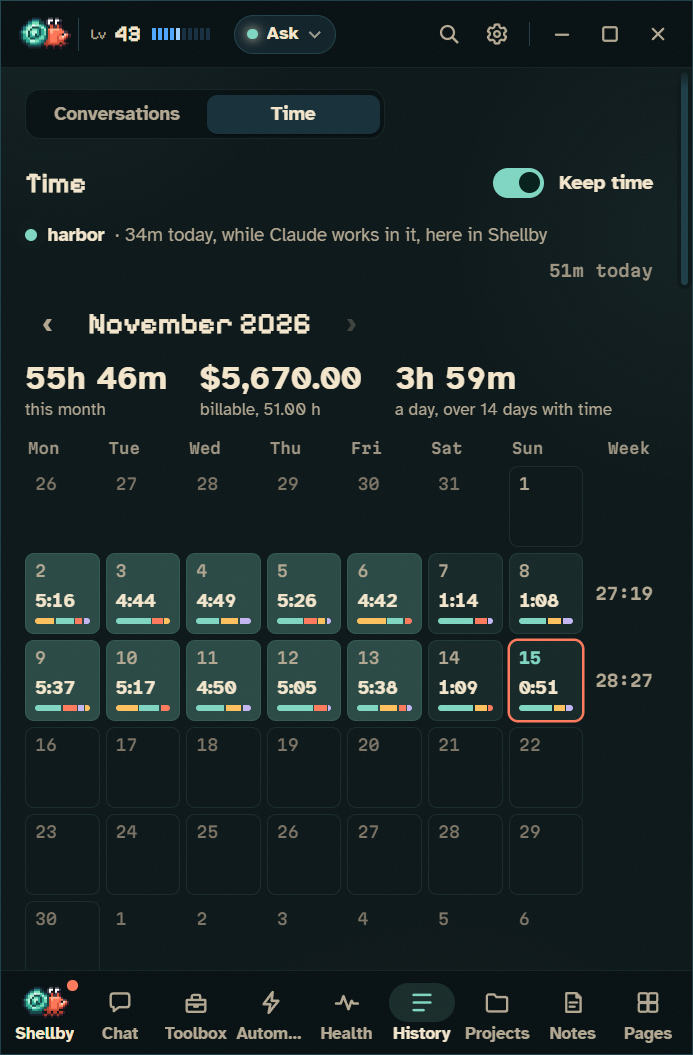 Lv 43 Ask
Conversations Time
Time Keep time
harbor · 34m today, while Claude works in it, here in Shellby
51m today
‹ November 2026 ›
55h 46m $5,670.00 3h 59m
this month billable, 51.00 h a day, over 14 days with time
Mon Tue Wed Thu Fri Sat Sun Week
26 27 28 29 30 31 1
2 3 4 5 6 7 8
5:16 4:44 4:49 5:26 4:42 1:14 1:08 27:19
9 10 11 12 13 14 15
5:37 5:17 4:50 5:05 5:38 1:09 0:51 28:27
16 17 18 19 20 21 22
23 24 25 26 27 28 29
30 1 2 3 4 5 6
Shellby Chat Toolbox Autom... Health History Projects Notes Pages